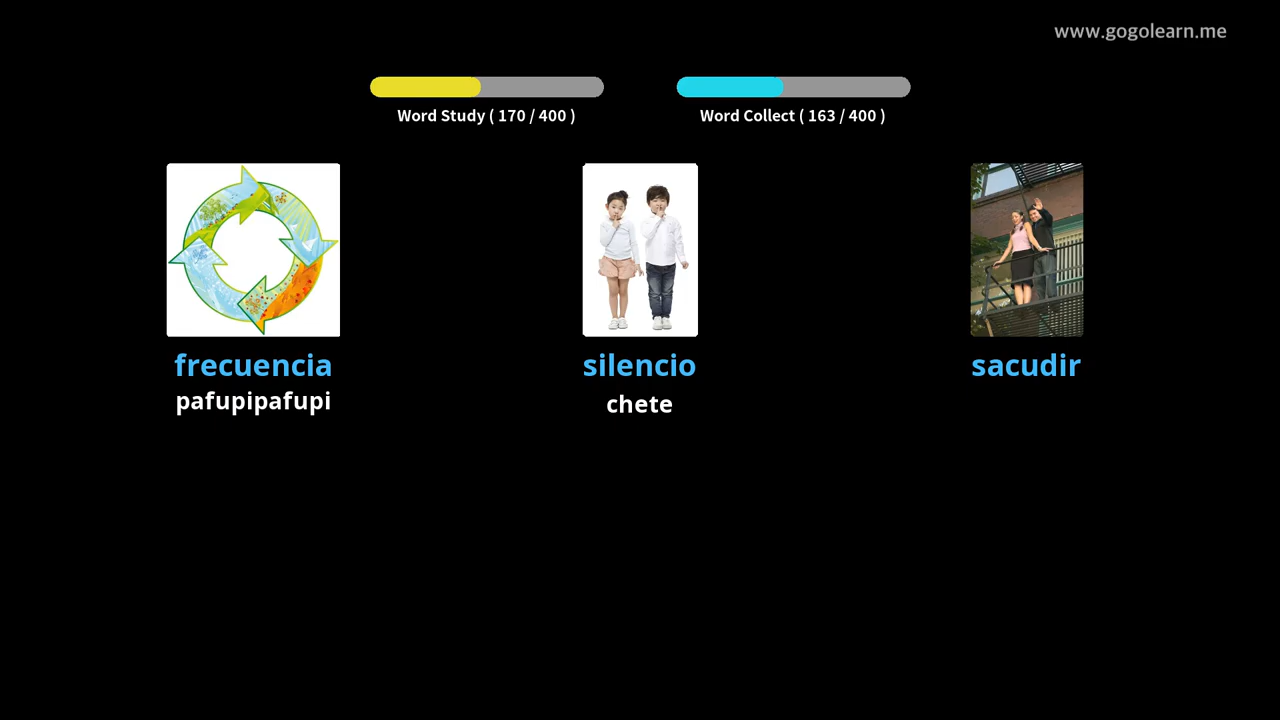 www.gogolearn.me
Word Study ( 170 / 400 )
Word Collect ( 163 / 400 )
frecuencia
silencio
sacudir
pafupipafupi
chete